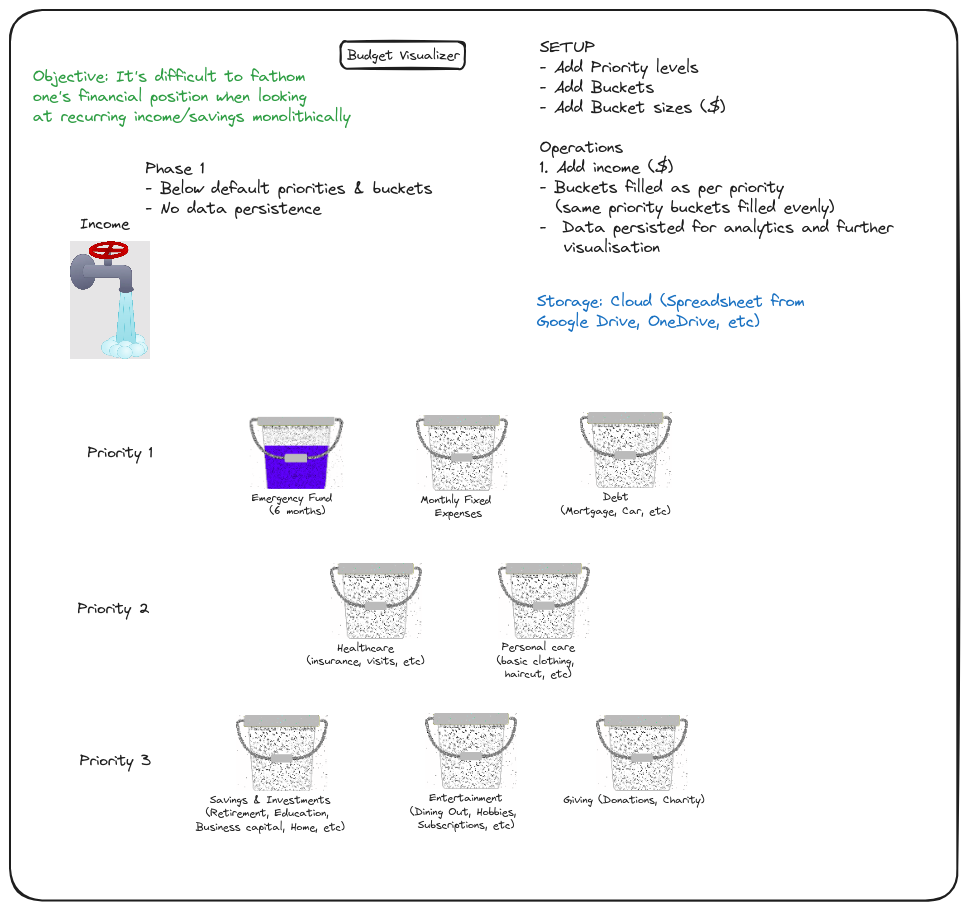 Budget Visualizer
Objective: It's difficult to fathom
one's financial position when looking
at recurring income/savings monolithically
SETUP
- Add Priority levels
- Add Buckets
- Add Bucket sizes ($)
Operations
1. Add income ($)
- Buckets filled as per priority
(same priority buckets filled evenly)
- Data persisted for analytics and further
visualisation
Phase 1
- Below default priorities & buckets
- No data persistence
Income
Storage: Cloud (Spreadsheet from
Google Drive, OneDrive, etc)
Priority 1
Emergency Fund
(6 months)
Monthly Fixed
Expenses
Debt
(Mortgage, Car, etc)
Priority 2
Healthcare
(insurance, visits, etc)
Personal care
(basic clothing,
haircut, etc)
Priority 3
Savings & Investments
(Retirement, Education,
Business capital, Home, etc)
Entertainment
(Dining Out, Hobbies,
Subscriptions, etc)
Giving (Donations, Charity)